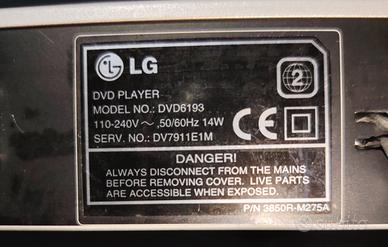 LG
2
DVD PLAYER
MODEL NO.: DVD6193
110-240V ~ ,50/60Hz 14W
SERV. NO.: DV7911E1M
CE
DANGER!
ALWAYS DISCONNECT FROM THE MAINS
BEFORE REMOVING COVER. LIVE PARTS
ARE ACCESSIBLE WHEN EXPOSED.
P/N 3850R-M275A
subito